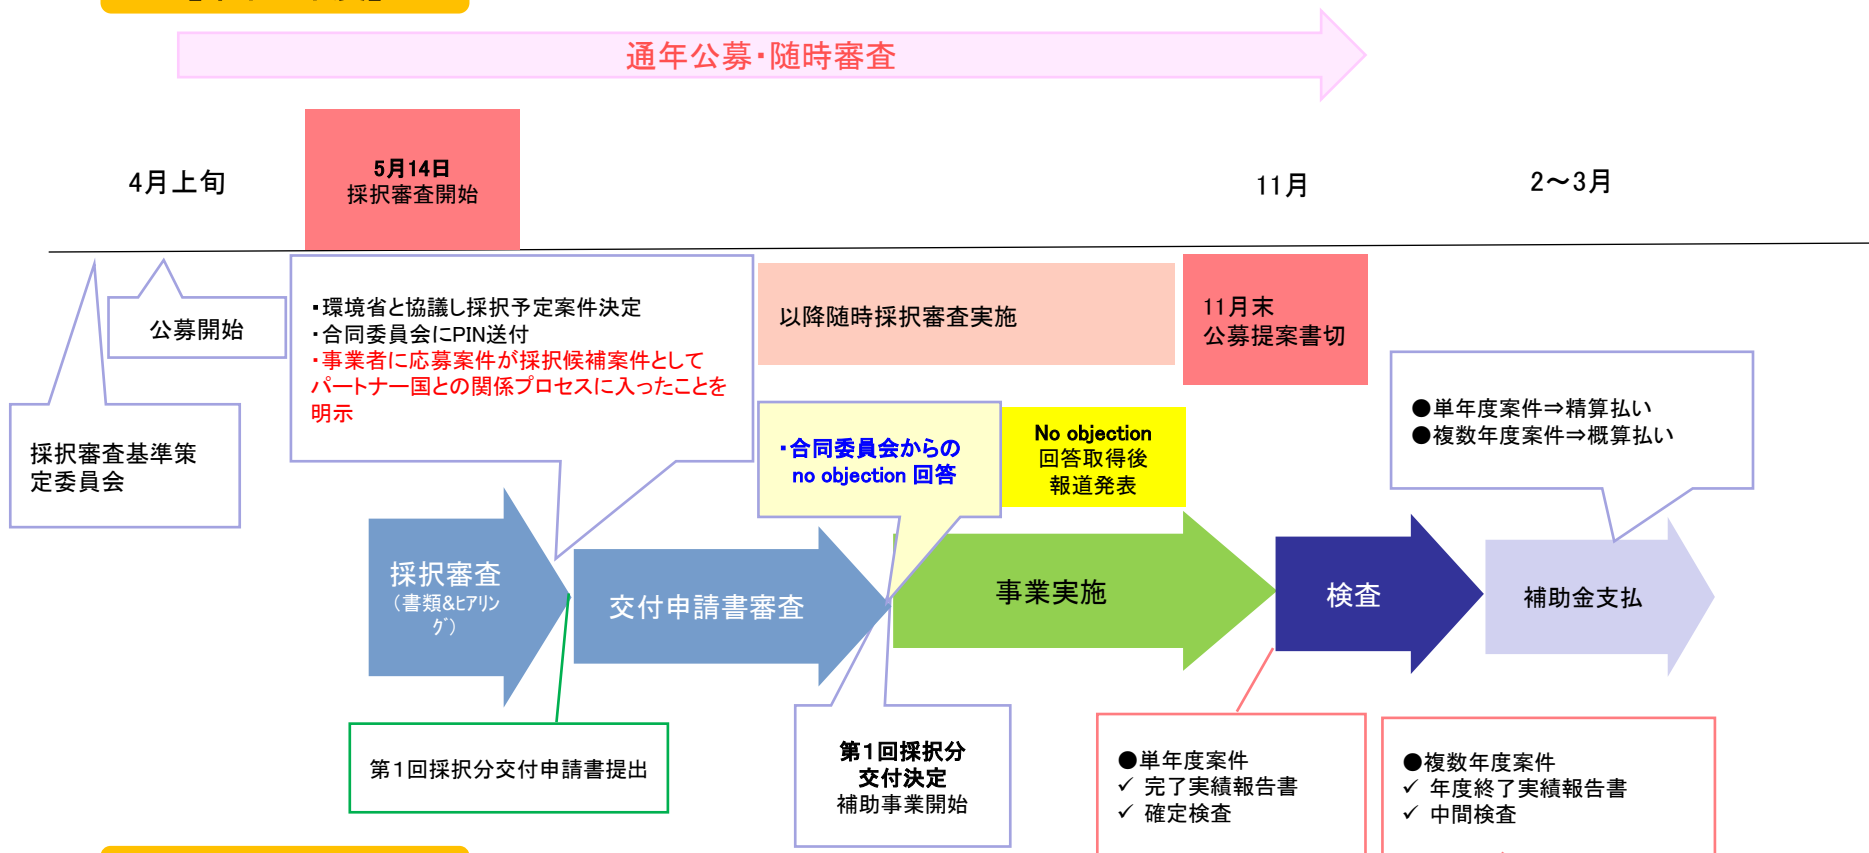 通年公募・随時審査
4月上旬
5月14日
採択審査開始
11月
2～3月
公募開始
・環境省と協議し採択予定案件決定
・合同委員会にPIN送付
・事業者に応募案件が採択候補案件として
パートナー国との関係プロセスに入ったことを
明示
以降随時採択審査実施
11月末
公募提案書切
採択審査基準策
定委員会
・合同委員会からの
no objection 回答
No objection
回答取得後
報道発表
●単年度案件⇒精算払い
●複数年度案件⇒概算払い
採択審査
（書類&ﾋｱﾘﾝ
ｸﾞ）
交付申請書審査
事業実施
検査
補助金支払
第１回採択分交付申請書提出
第１回採択分
交付決定
補助事業開始
●単年度案件
✓ 完了実績報告書
✓ 確定検査
●複数年度案件
✓ 年度終了実績報告書
✓ 中間検査